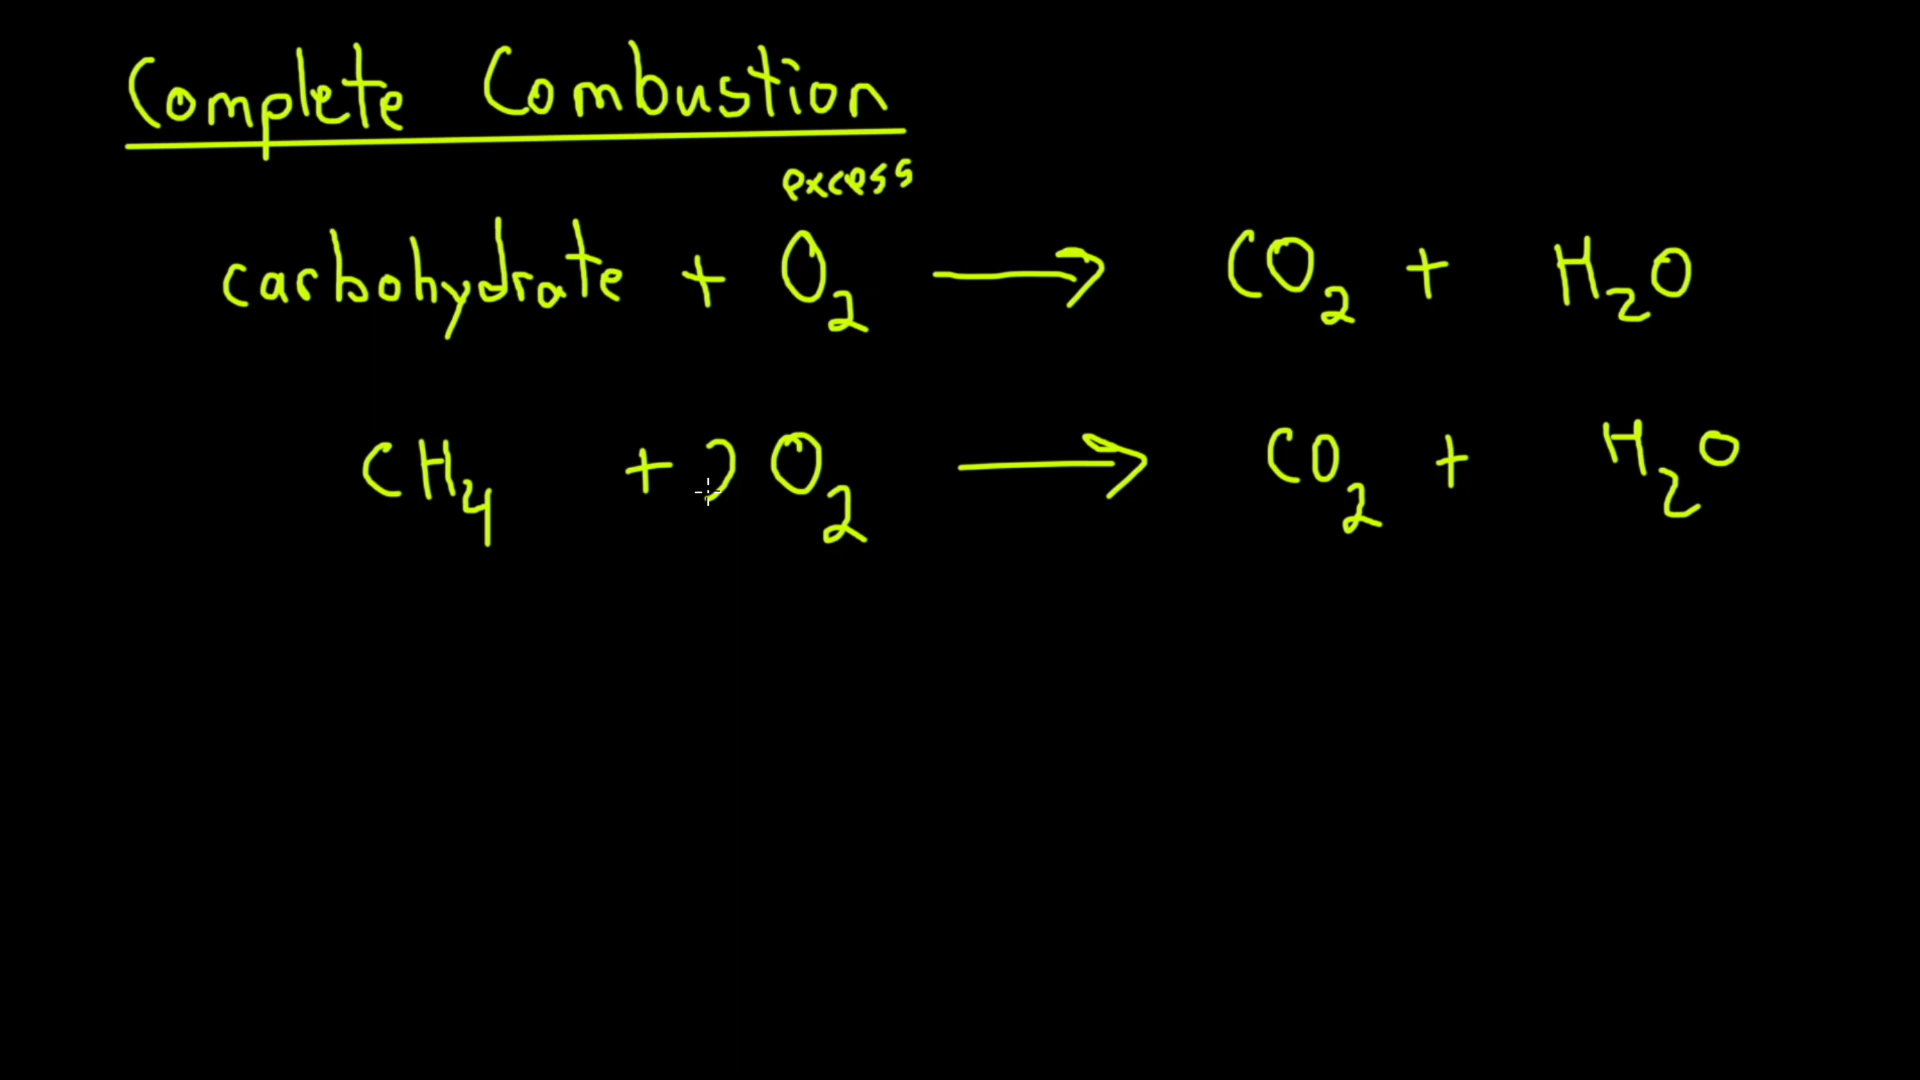 Complete Combustion
excess
carbohydrate + O₂ → CO₂ + H₂O
CH₄ + O₂ → CO₂ + H₂O